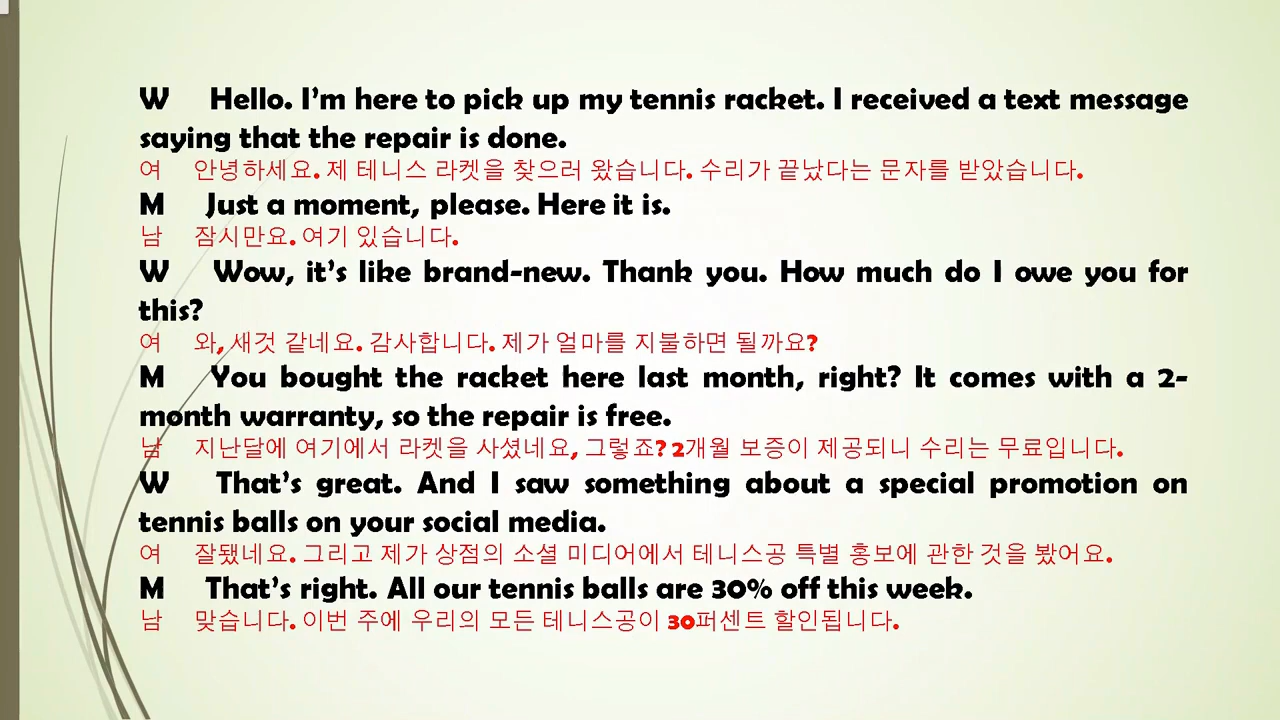 W Hello. I'm here to pick up my tennis racket. I received a text message
saying that the repair is done.
여 안녕하세요. 제 테니스 라켓을 찾으러 왔습니다. 수리가 끝났다는 문자를 받았습니다.
M Just a moment, please. Here it is.
남 잠시만요. 여기 있습니다.
W Wow, it's like brand-new. Thank you. How much do I owe you for
this?
여 와, 새것 같네요. 감사합니다. 제가 얼마를 지불하면 될까요?
M You bought the racket here last month, right? It comes with a 2-
month warranty, so the repair is free.
남 지난달에 여기에서 라켓을 사셨네요, 그렇죠? 2개월 보증이 제공되니 수리는 무료입니다.
W That's great. And I saw something about a special promotion on
tennis balls on your social media.
여 잘됐네요. 그리고 제가 상점의 소셜 미디어에서 테니스공 특별 홍보에 관한 것을 봤어요.
M That's right. All our tennis balls are 30% off this week.
남 맞습니다. 이번 주에 우리의 모든 테니스공이 30퍼센트 할인됩니다.